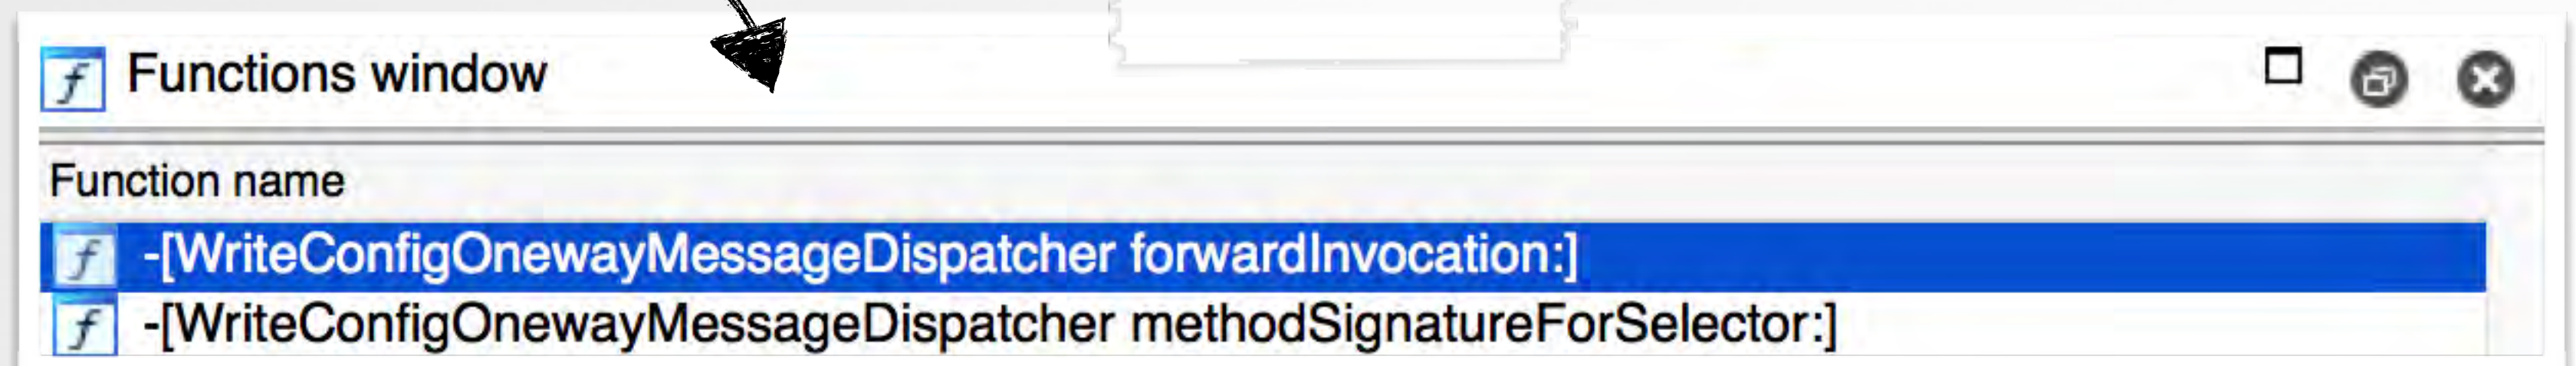 Functions window
Function name
f -[WriteConfigOnewayMessageDispatcher forwardInvocation:]
f -[WriteConfigOnewayMessageDispatcher methodSignatureForSelector:]